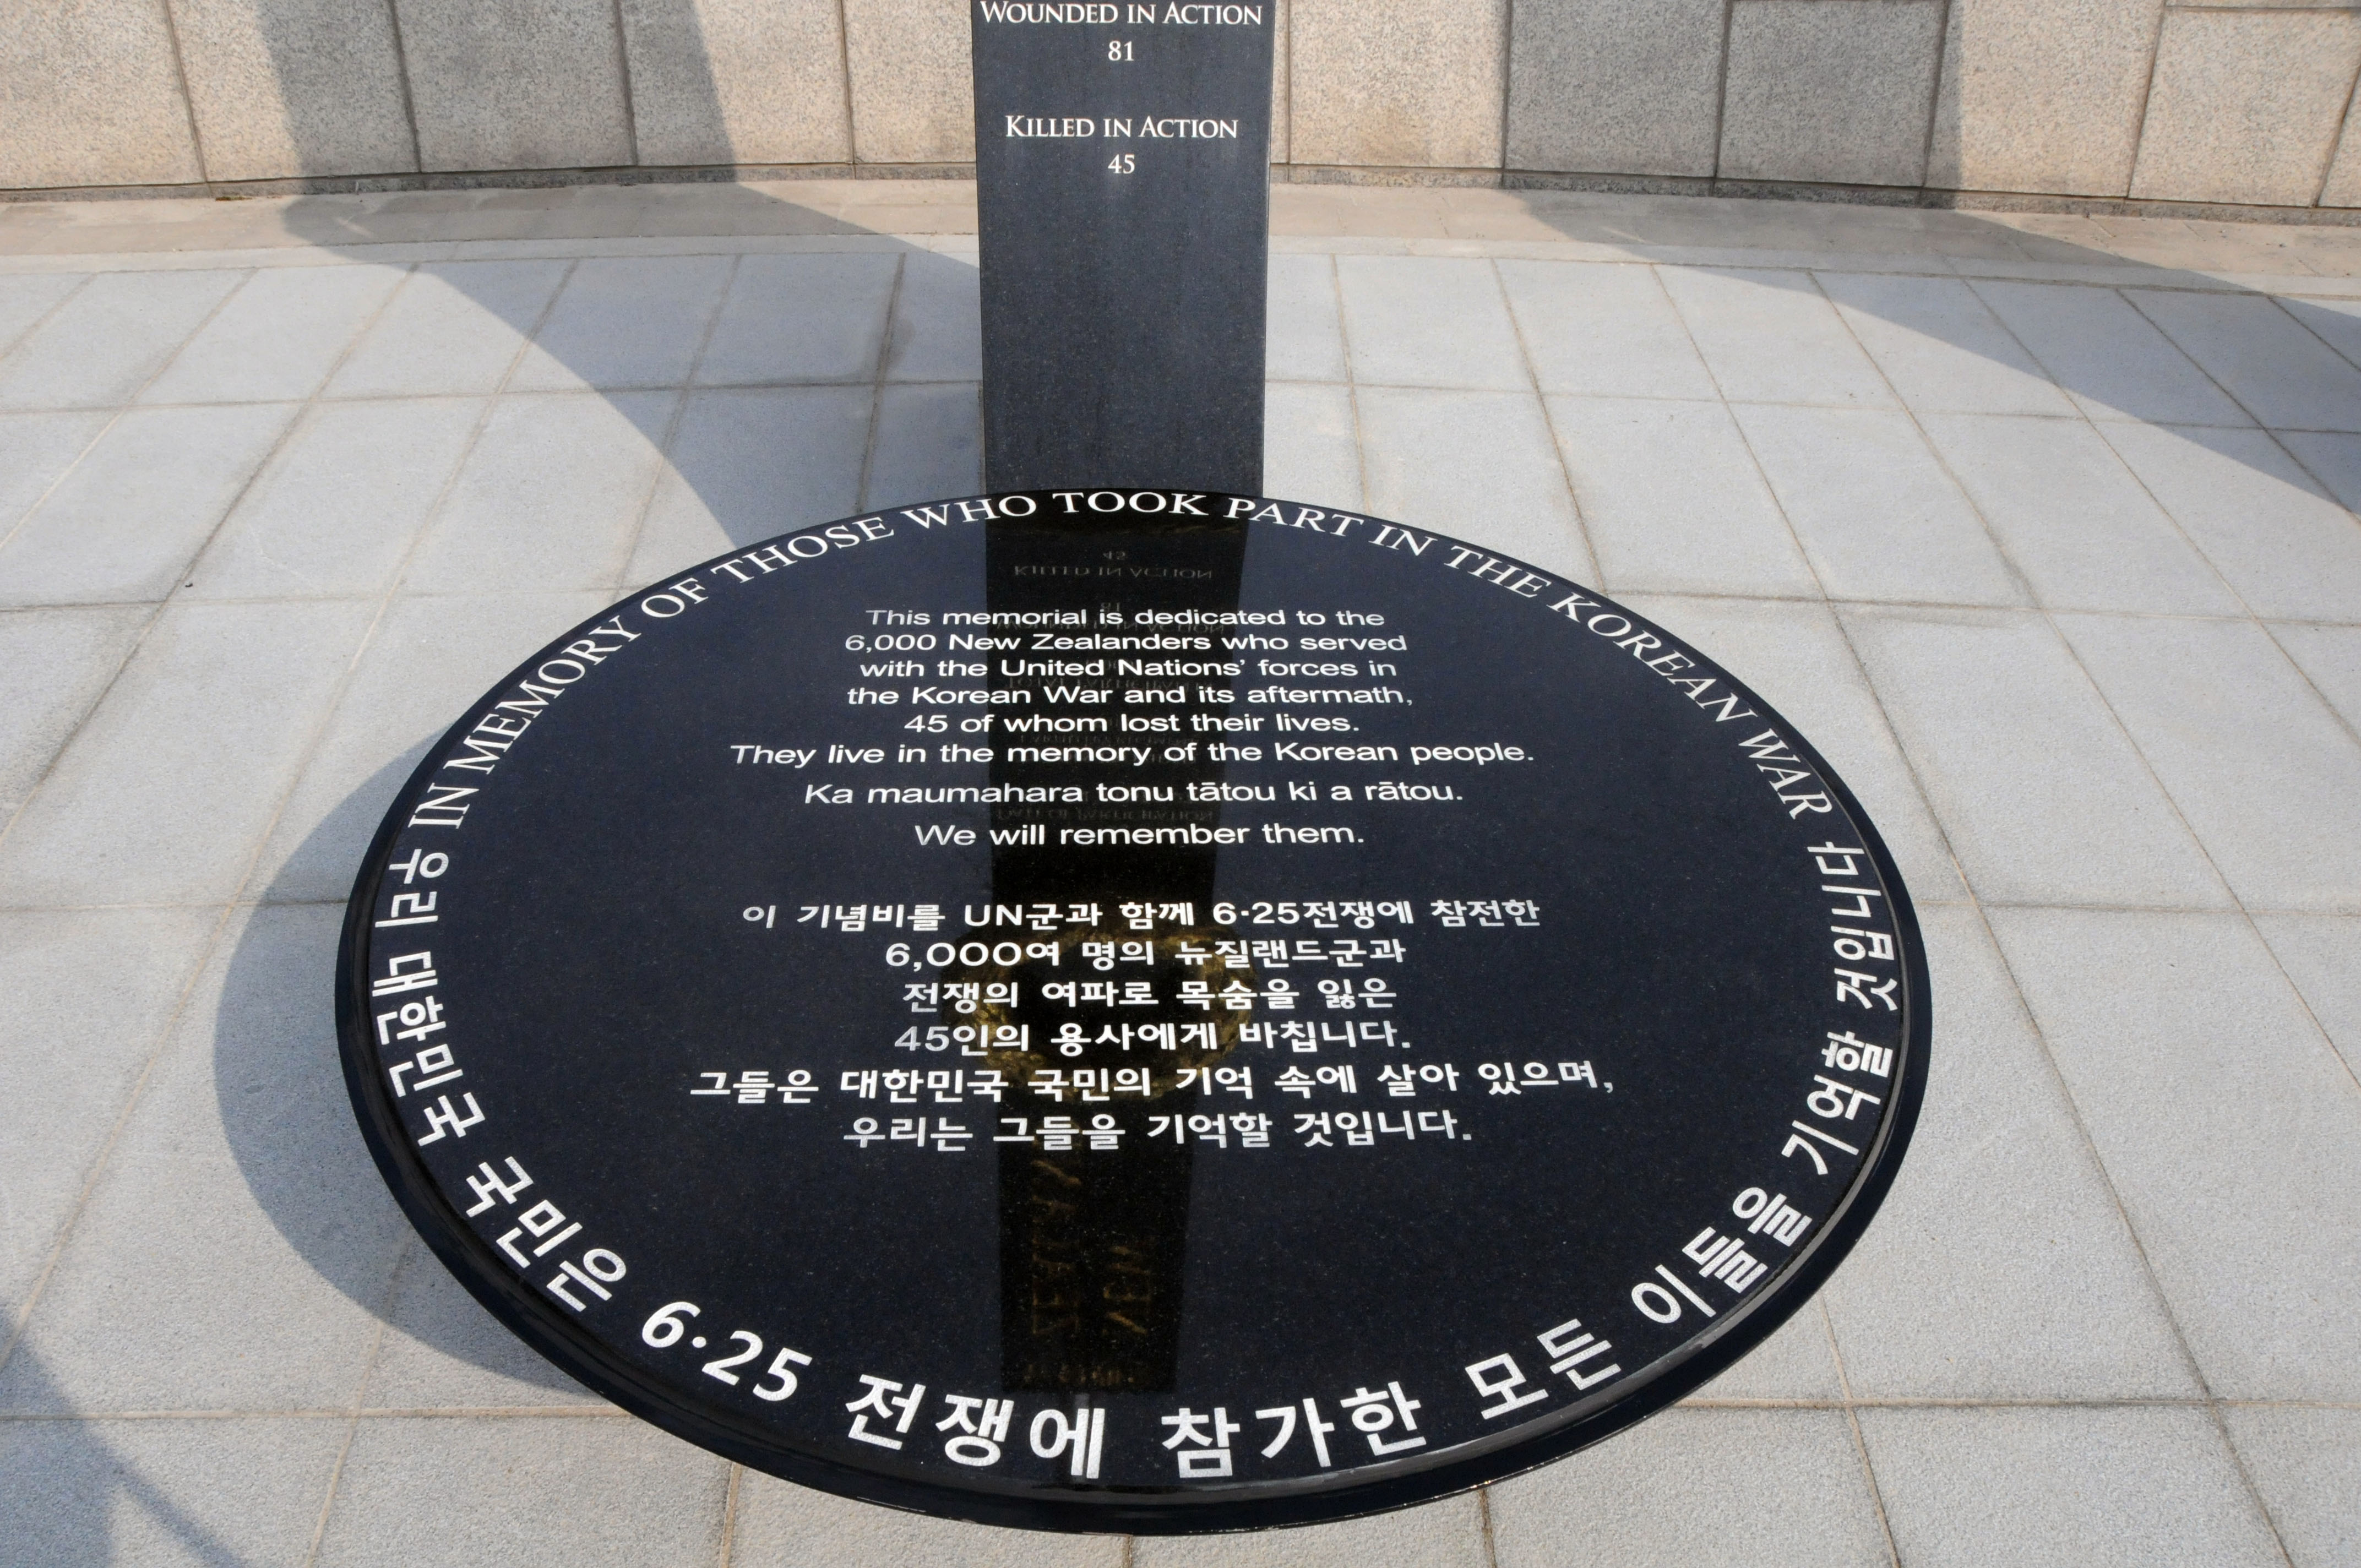 WOUNDED IN ACTION
81
KILLED IN ACTION
45
IN MEMORY OF THOSE WHO TOOK PART IN THE KOREAN WAR
This memorial is dedicated to the
6,000 New Zealanders who served
with the United Nations' forces in
the Korean War and its aftermath,
45 of whom lost their lives.
They live in the memory of the Korean people.
Ka maumahara tonu tātou ki a rātou.
We will remember them.
이 기념비를 UN군과 함께 6·25전쟁에 참전한
6,000여 명의 뉴질랜드군과
전쟁의 여파로 목숨을 잃은
45인의 용사에게 바칩니다.
그들은 대한민국 국민의 기억 속에 살아 있으며,
우리는 그들을 기억할 것입니다.
우리 대한민국 국민은 6·25 전쟁에 참가한 모든 이들을 기억할 것입니다